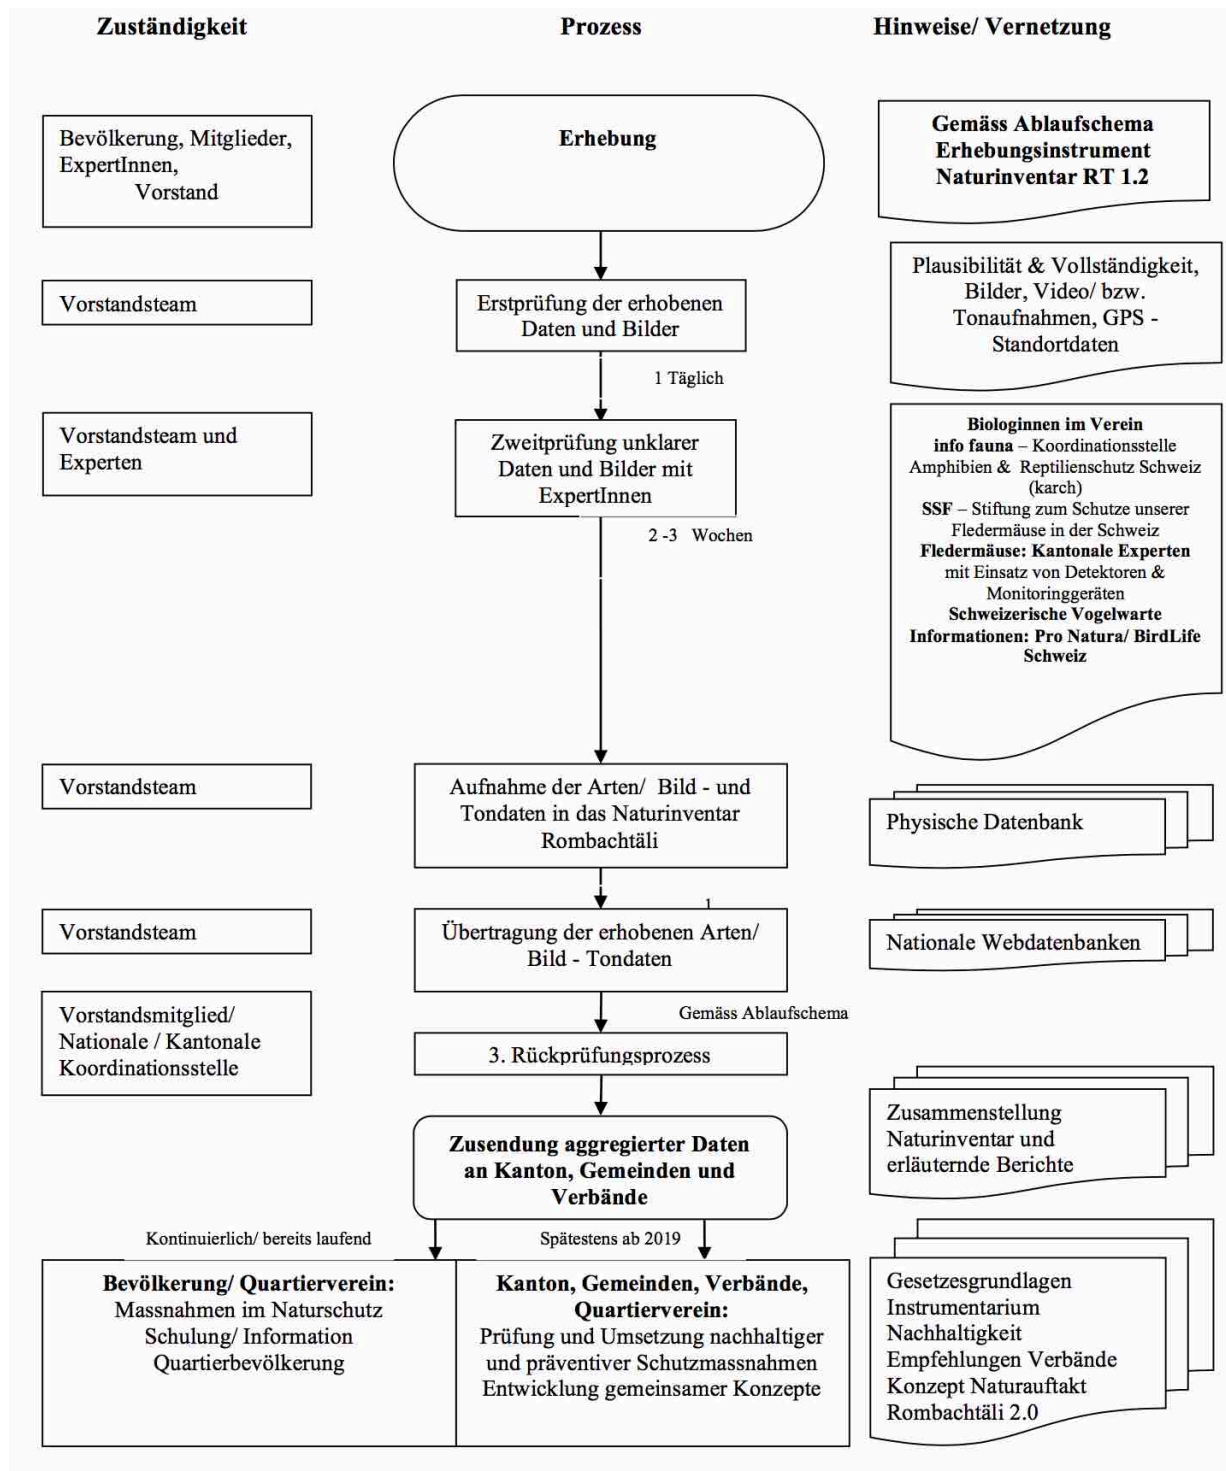 Zuständigkeit
Prozess
Hinweise/ Vernetzung
Bevölkerung, Mitglieder,
ExpertInnen,
Vorstand
Erhebung
Gemäss Ablaufschema
Erhebungsinstrument
Naturinventar RT 1.2
Vorstandsteam
Erstprüfung der erhobenen
Daten und Bilder
Plausibilität & Vollständigkeit,
Bilder, Video/ bzw.
Tonaufnahmen, GPS -
Standortdaten
1 Täglich
Vorstandsteam und
Experten
Zweitprüfung unklarer
Daten und Bilder mit
ExpertInnen
2 -3 Wochen
Biologinnen im Verein
info fauna – Koordinationsstelle
Amphibien & Reptilienschutz Schweiz
(karch)
SSF – Stiftung zum Schutze unserer
Fledermäuse in der Schweiz
Fledermäuse: Kantonale Experten
mit Einsatz von Detektoren &
Monitoringgeräten
Schweizerische Vogelwarte
Informationen: Pro Natura/ BirdLife
Schweiz
Vorstandsteam
Aufnahme der Arten/ Bild - und
Tondaten in das Naturinventar
Rombachtäli
Physische Datenbank
Vorstandsteam
1
Übertragung der erhobenen Arten/
Bild - Tondaten
Nationale Webdatenbanken
Vorstandsmitglied/
Nationale / Kantonale
Koordinationsstelle
Gemäss Ablaufschema
3. Rückprüfungsprozess
Zusendung aggregierter Daten
an Kanton, Gemeinden und
Verbände
Zusammenstellung
Naturinventar und
erläuternde Berichte
Kontinuierlich/ bereits laufend
Spätestens ab 2019
Bevölkerung/ Quartierverein:
Massnahmen im Naturschutz
Schulung/ Information
Quartierbevölkerung
Kanton, Gemeinden, Verbände,
Quartierverein:
Prüfung und Umsetzung nachhaltiger
und präventiver Schutzmassnahmen
Entwicklung gemeinsamer Konzepte
Gesetzesgrundlagen
Instrumentarium
Nachhaltigkeit
Empfehlungen Verbände
Konzept Naturauftakt
Rombachtäli 2.0